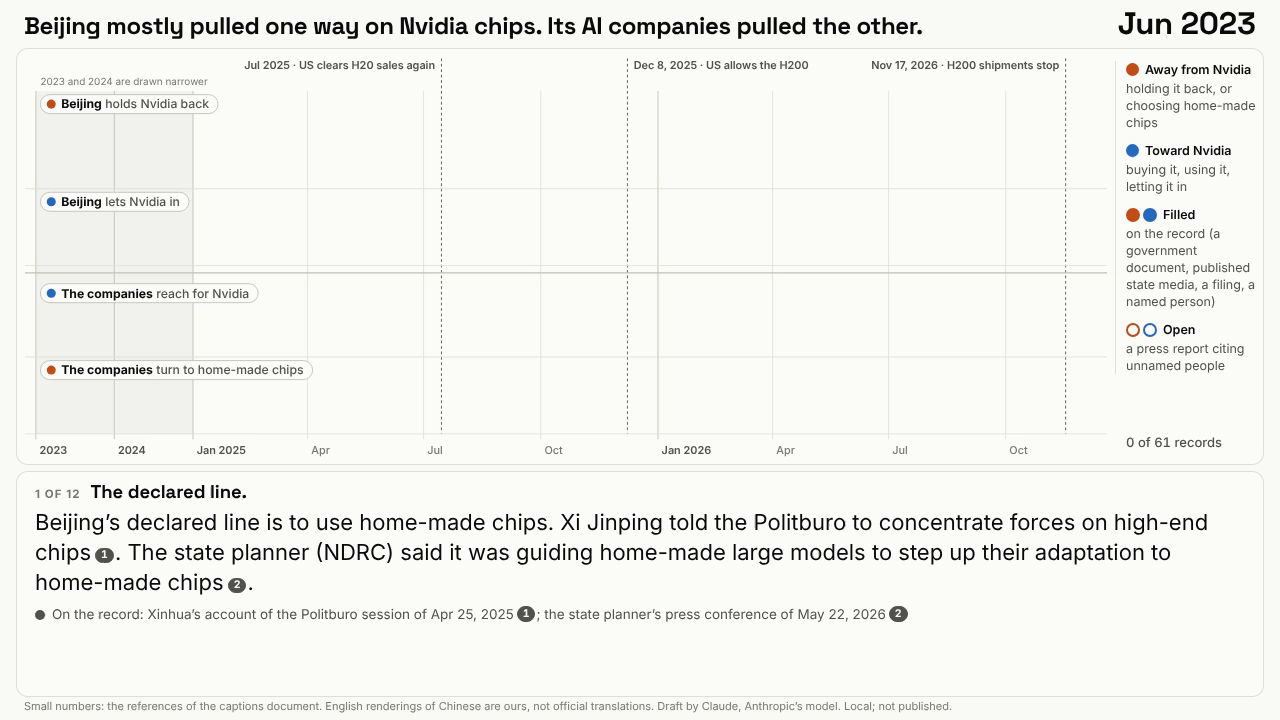 Beijing mostly pulled one way on Nvidia chips. Its AI companies pulled the other.
Jun 2023
Jul 2025 · US clears H20 sales again
Dec 8, 2025 · US allows the H200
Nov 17, 2026 · H200 shipments stop
2023 and 2024 are drawn narrower
Beijing holds Nvidia back
Beijing lets Nvidia in
The companies reach for Nvidia
The companies turn to home-made chips
2023
2024
Jan 2025
Apr
Jul
Oct
Jan 2026
Apr
Jul
Oct
Away from Nvidia
holding it back, or
choosing home-made
chips
Toward Nvidia
buying it, using it,
letting it in
Filled
on the record (a
government
document, published
state media, a filing, a
named person)
Open
a press report citing
unnamed people
0 of 61 records
1 OF 12 The declared line.
Beijing’s declared line is to use home-made chips. Xi Jinping told the Politburo to concentrate forces on high-end
chips 1. The state planner (NDRC) said it was guiding home-made large models to step up their adaptation to
home-made chips 2.
On the record: Xinhua’s account of the Politburo session of Apr 25, 2025 1; the state planner’s press conference of May 22, 2026 2
Small numbers: the references of the captions document. English renderings of Chinese are ours, not official translations. Draft by Claude, Anthropic’s model. Local; not published.